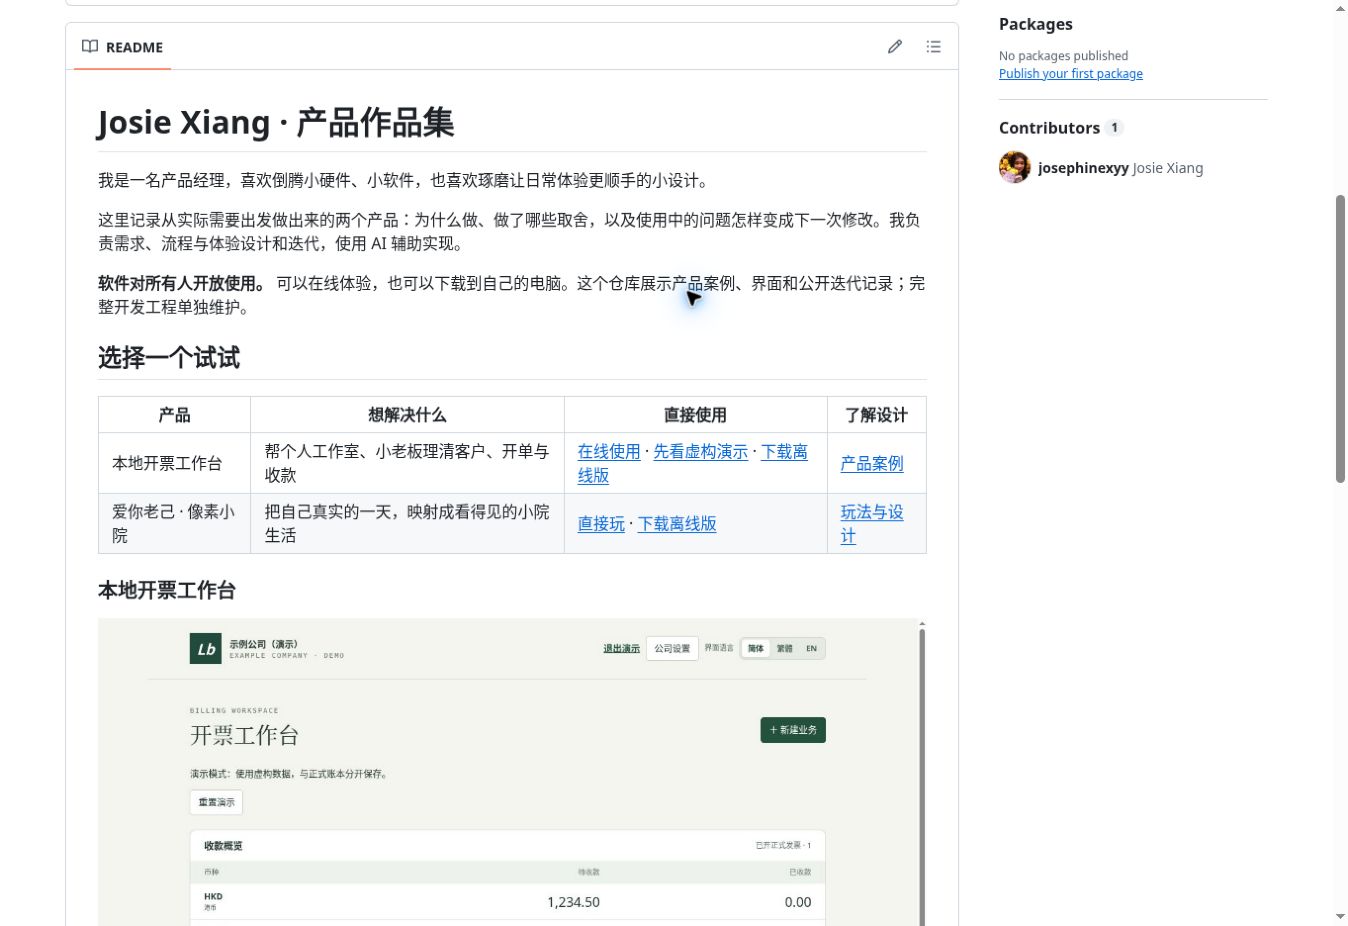 README
Josie Xiang · 产品作品集
我是一名产品经理，喜欢倒腾小硬件、小软件，也喜欢琢磨让日常体验更顺手的小设计。
这里记录从实际需要出发做出来的两个产品：为什么做、做了哪些取舍，以及使用中的问题怎样变成下一次修改。我负
责需求、流程与体验设计和迭代，使用 AI 辅助实现。
软件对所有人开放使用。 可以在线体验，也可以下载到自己的电脑。这个仓库展示产品案例、界面和公开迭代记录；完
整开发工程单独维护。
选择一个试试
产品 想解决什么 直接使用 了解设计
本地开票工作台
帮个人工作室、小老板理清客户、开单与
收款
在线使用 · 先看虚构演示 · 下载离
线版
产品案例
爱你老己 · 像素小
院
把自己真实的一天，映射成看得见的小院
生活
直接玩 · 下载离线版
玩法与设
计
本地开票工作台
Lb
示例公司（演示）
EXAMPLE COMPANY · DEMO
退出演示 公司设置 界面语言 简体 繁體 EN
BILLING WORKSPACE
开票工作台
＋ 新建业务
演示模式：使用虚构数据，与正式账本分开保存。
重置演示
收款概览 已开正式发票 · 1
币种 待收款 已收款
HKD 1,234.50 0.00
港币
Packages
No packages published
Publish your first package
Contributors 1
josephinexyy Josie Xiang